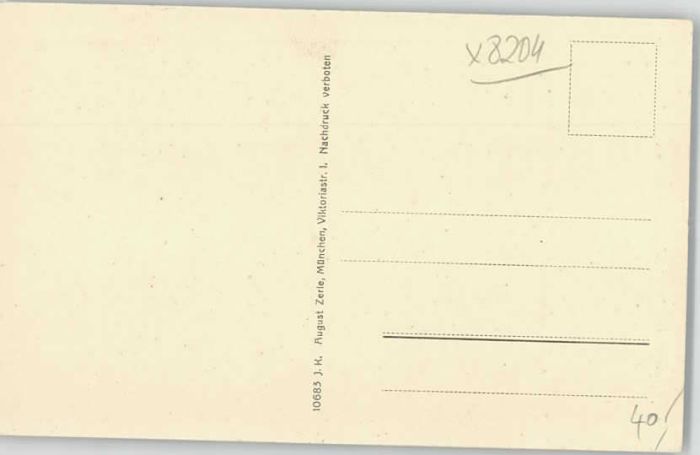 x8204
10683 J. K. August Zerle, München, Viktoriastr. 1. Nachdruck verboten
40,